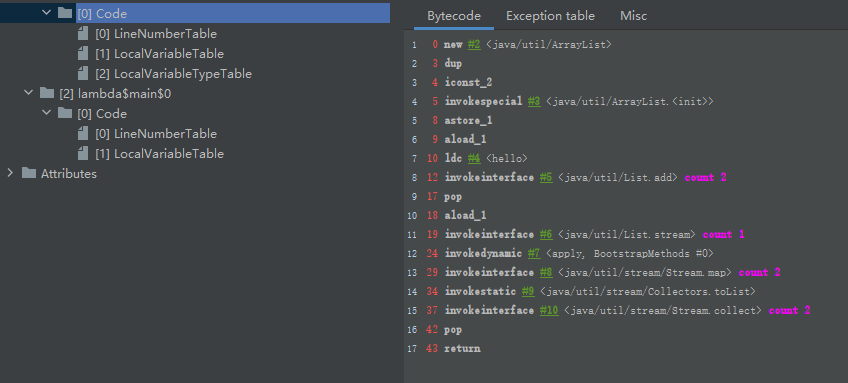 [0] Code
[0] LineNumberTable
[1] LocalVariableTable
[2] LocalVariableTypeTable
[2] lambda$main$0
[0] Code
[0] LineNumberTable
[1] LocalVariableTable
Attributes
Bytecode Exception table Misc
1 0 new #2 <java/util/ArrayList>
2 3 dup
3 4 iconst_2
4 5 invokespecial #3 <java/util/ArrayList.<init>>
5 8 astore_1
6 9 aload_1
7 10 ldc #4 <hello>
8 12 invokeinterface #5 <java/util/List.add> count 2
9 17 pop
10 18 aload_1
11 19 invokeinterface #6 <java/util/List.stream> count 1
12 24 invokedynamic #7 <apply, BootstrapMethods #0>
13 29 invokeinterface #8 <java/util/stream/Stream.map> count 2
14 34 invokestatic #9 <java/util/stream/Collectors.toList>
15 37 invokeinterface #10 <java/util/stream/Stream.collect> count 2
16 42 pop
17 43 return